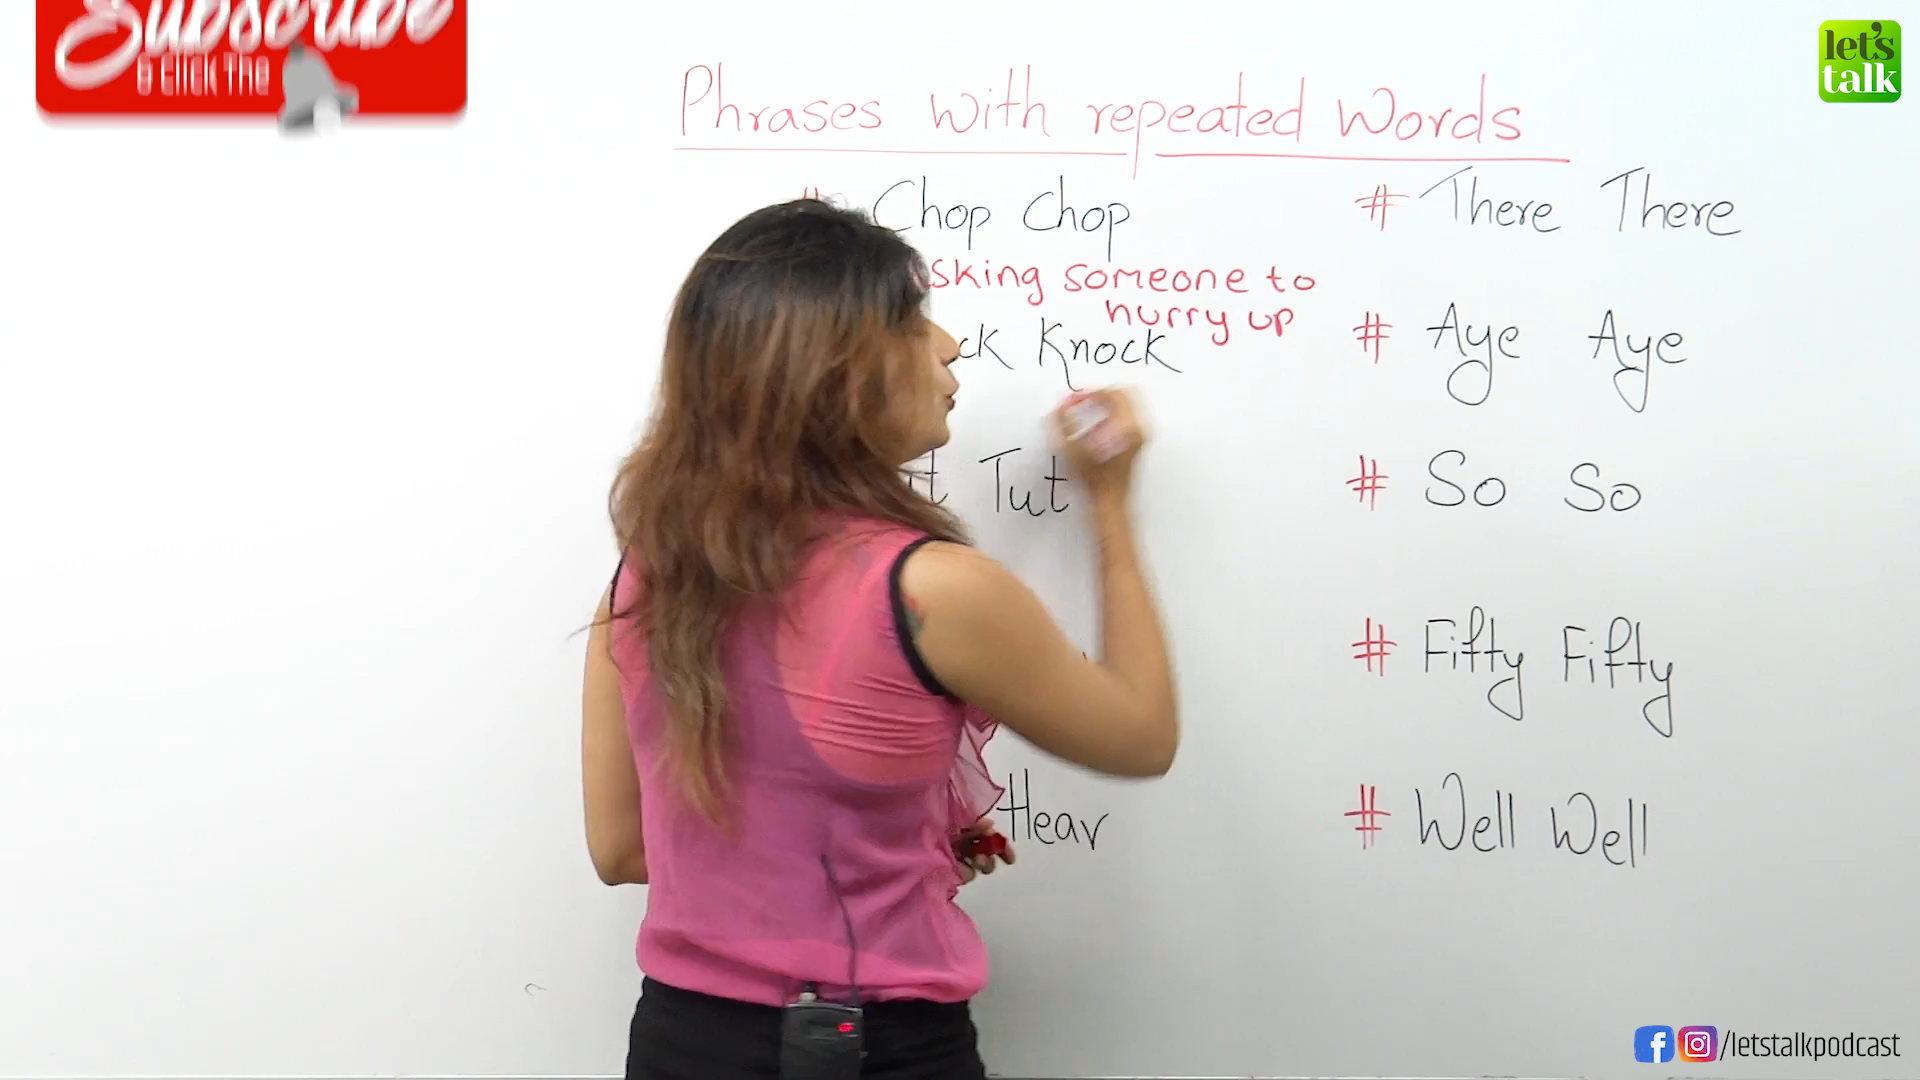 Subscribe
& Click The
let's
talk
Phrases with repeated Words
Chop Chop
asking someone to
hurry up
Knock
Tut
Hear
# There There
# Aye Aye
# So So
# Fifty Fifty
# Well Well
/letstalkpodcast